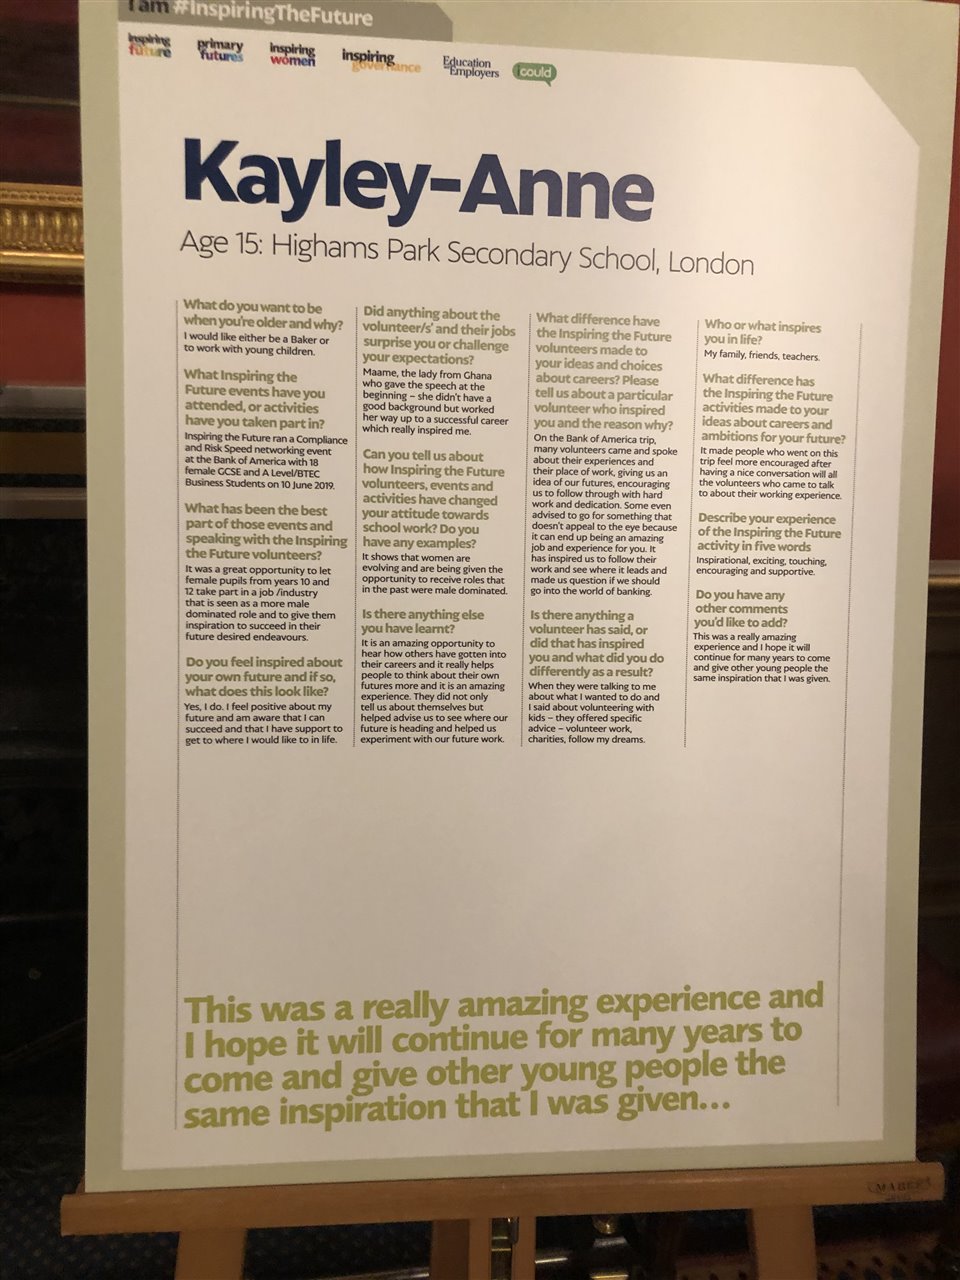 I am #InspiringTheFuture
inspiring
future
primary
futures
inspiring
women
inspiring
governance
Education
and Employers
icould
Kayley-Anne
Age 15: Highams Park Secondary School, London
What do you want to be
when you're older and why?
I would like either be a Baker or
to work with young children.
What Inspiring the
Future events have you
attended, or activities
have you taken part in?
Inspiring the Future ran a Compliance
and Risk Speed networking event
at the Bank of America with 18
female GCSE and A Level/BTEC
Business Students on 10 June 2019.
What has been the best
part of those events and
speaking with the Inspiring
the Future volunteers?
It was a great opportunity to let
female pupils from years 10 and
12 take part in a job /industry
that is seen as a more male
dominated role and to give them
inspiration to succeed in their
future desired endeavours.
Do you feel inspired about
your own future and if so,
what does this look like?
Yes, I do. I feel positive about my
future and am aware that I can
succeed and that I have support to
get to where I would like to in life.
Did anything about the
volunteer/s' and their jobs
surprise you or challenge
your expectations?
Maame, the lady from Ghana
who gave the speech at the
beginning – she didn't have a
good background but worked
her way up to a successful career
which really inspired me.
Can you tell us about
how Inspiring the Future
volunteers, events and
activities have changed
your attitude towards
school work? Do you
have any examples?
It shows that women are
evolving and are being given the
opportunity to receive roles that
in the past were male dominated.
Is there anything else
you have learnt?
It is an amazing opportunity to
hear how others have gotten into
their careers and it really helps
people to think about their own
futures more and it is an amazing
experience. They did not only
tell us about themselves but
helped advise us to see where our
future is heading and helped us
experiment with our future work.
What difference have
the Inspiring the Future
volunteers made to
your ideas and choices
about careers? Please
tell us about a particular
volunteer who inspired
you and the reason why?
On the Bank of America trip,
many volunteers came and spoke
about their experiences and
their place of work, giving us an
idea of our futures, encouraging
us to follow through with hard
work and dedication. Some even
advised to go for something that
doesn't appeal to the eye because
it can end up being an amazing
job and experience for you. It
has inspired us to follow their
work and see where it leads and
made us question if we should
go into the world of banking.
Is there anything a
volunteer has said, or
did that has inspired
you and what did you do
differently as a result?
When they were talking to me
about what I wanted to do and
I said about volunteering with
kids – they offered specific
advice – volunteer work,
charities, follow my dreams.
Who or what inspires
you in life?
My family, friends, teachers.
What difference has
the Inspiring the Future
activities made to your
ideas about careers and
ambitions for your future?
It made people who went on this
trip feel more encouraged after
having a nice conversation will all
the volunteers who came to talk
to about their working experience.
Describe your experience
of the Inspiring the Future
activity in five words
Inspirational, exciting, touching,
encouraging and supportive.
Do you have any
other comments
you'd like to add?
This was a really amazing
experience and I hope it will
continue for many years to come
and give other young people the
same inspiration that I was given.
This was a really amazing experience and
I hope it will continue for many years to
come and give other young people the
same inspiration that I was given...
MABEF